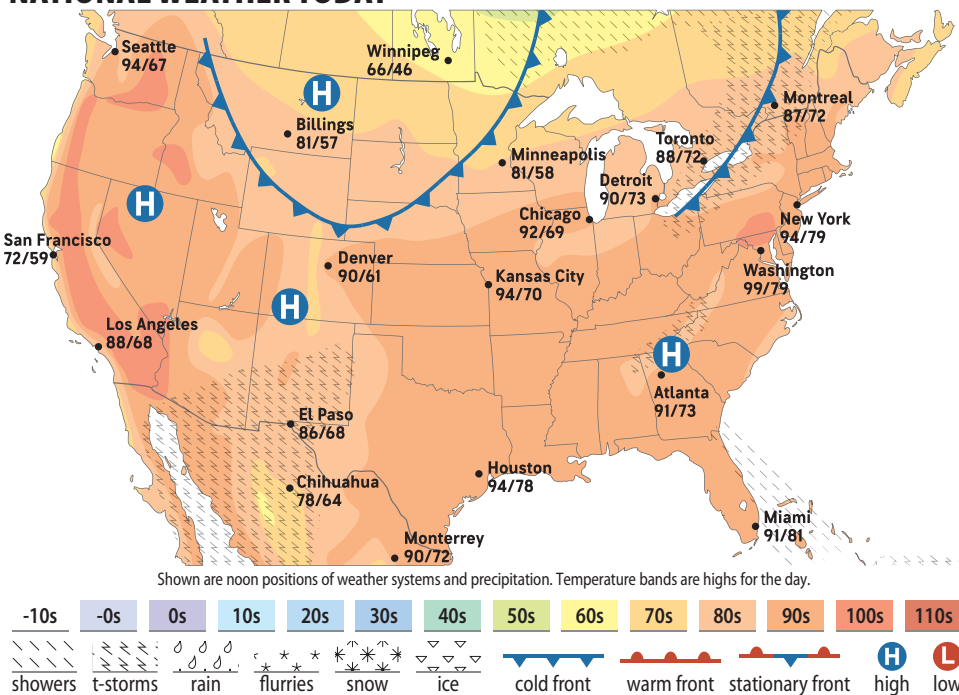 NATIONAL WEATHER TODAY
Seattle
94/67
Winnipeg
66/46
H
Billings
81/57
Montreal
87/72
Toronto
88/72
Minneapolis
81/58
Detroit
90/73
H
Chicago
92/69
New York
94/79
San Francisco
72/59
Denver
90/61
Kansas City
94/70
Washington
99/79
H
Los Angeles
88/68
H
Atlanta
91/73
El Paso
86/68
Houston
94/78
Chihuahua
78/64
Miami
91/81
Monterrey
90/72
Shown are noon positions of weather systems and precipitation. Temperature bands are highs for the day.
-10s -0s 0s 10s 20s 30s 40s 50s 60s 70s 80s 90s 100s 110s
H L
showers t-storms rain flurries snow ice cold front warm front stationary front high low